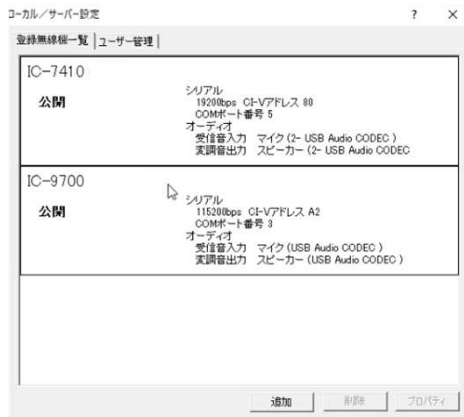 ローカル/サーバー設定
?
×
登録無線機一覧
ユーザー管理
IC-7410
公開
シリアル
19200bps CI-Vアドレス 80
COMポート番号 5
オーディオ
受信音入力 マイク (2- USB Audio CODEC )
変調音出力 スピーカー (2- USB Audio CODEC
IC-9700
公開
シリアル
115200bps CI-Vアドレス A2
COMポート番号 3
オーディオ
受信音入力 マイク (USB Audio CODEC )
変調音出力 スピーカー (USB Audio CODEC )
追加
削除
プロパティ